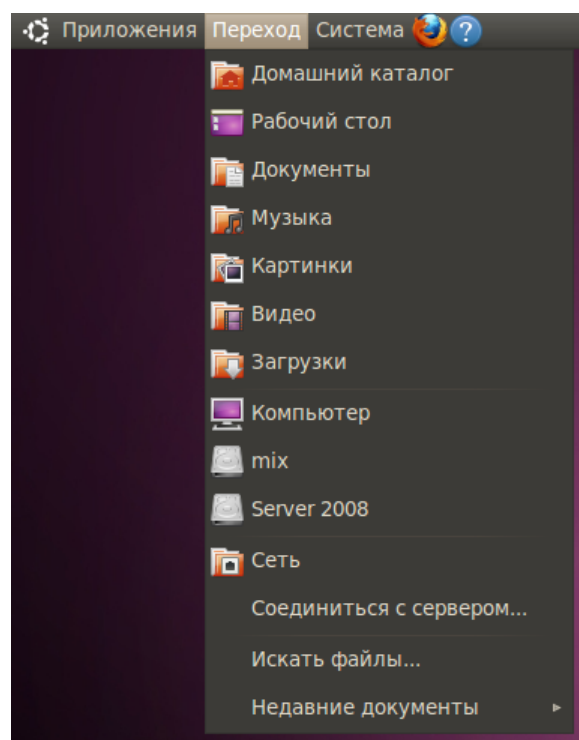 Приложения Переход Система ?
Домашний каталог
Рабочий стол
Документы
Музыка
Картинки
Видео
Загрузки
Компьютер
mix
Server 2008
Сеть
Соединиться с сервером...
Искать файлы...
Недавние документы